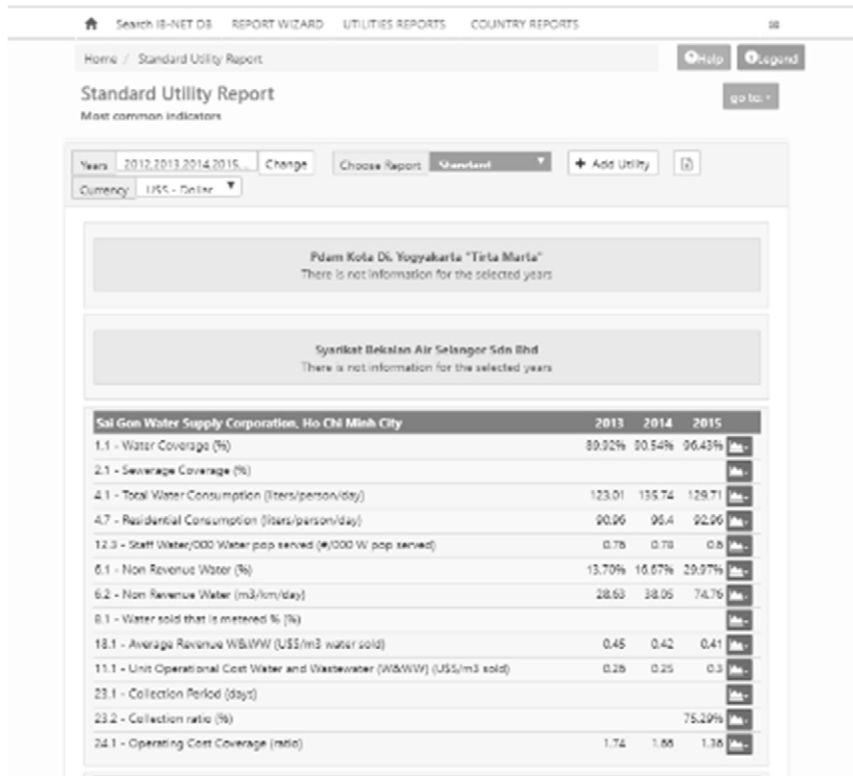 Search IB-NET DB REPORT WIZARD UTILITIES REPORTS COUNTRY REPORTS
Home / Standard Utility Report Help Legend
Standard Utility Report go to:
Most common indicators
Years 2012,2013,2014,2015,... Change Choose Report Standard + Add Utility
Currency US$ - Dollar
Pdam Kota Di. Yogyakarta "Tirta Marta"
There is not information for the selected years
Syarikat Bekalan Air Selangor Sdn Bhd
There is not information for the selected years
Sai Gon Water Supply Corporation, Ho Chi Minh City 2013 2014 2015
1.1 - Water Coverage (%) 89.92% 90.54% 96.43%
2.1 - Sewerage Coverage (%)
4.1 - Total Water Consumption (liters/person/day) 123.01 135.74 129.71
4.7 - Residential Consumption (liters/person/day) 90.96 96.4 92.96
12.3 - Staff Water/000 Water pop served (#/000 W pop served) 0.78 0.6
6.1 - Non Revenue Water (%) 13.70% 16.67% 29.97%
6.2 - Non Revenue Water (m3/km/day) 28.63 38.05 74.76
8.1 - Water sold that is metered % (%)
18.1 - Average Revenue W&WW (US$/m3 water sold) 0.45 0.42 0.41
11.1 - Unit Operational Cost Water and Wastewater (W&WW) (US$/m3 sold) 0.25 0.3
23.1 - Collection Period (days)
23.2 - Collection ratio (%) 75.29%
24.1 - Operating Cost Coverage (ratio) 1.74